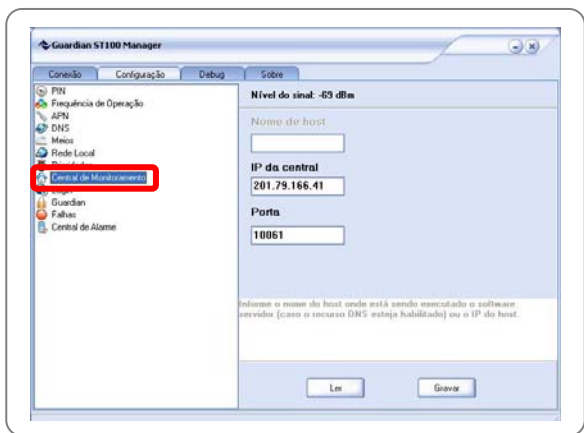 Guardian ST100 Manager
Conexão
Configuração
Debug
Sobre
PIN
Frequência de Operação
APN
DNS
Meios
Rede Local
Central de Monitoramento
Login
Guardian
Falhas
Central de Alarme
Nível do sinal: -69 dBm
Nome de host
IP da central
201.79.166.41
Porta
10061
Informe o nome do host onde está sendo executado o software
servidor (caso o recurso DNS esteja habilitado) ou o IP do host.
Ler
Gravar